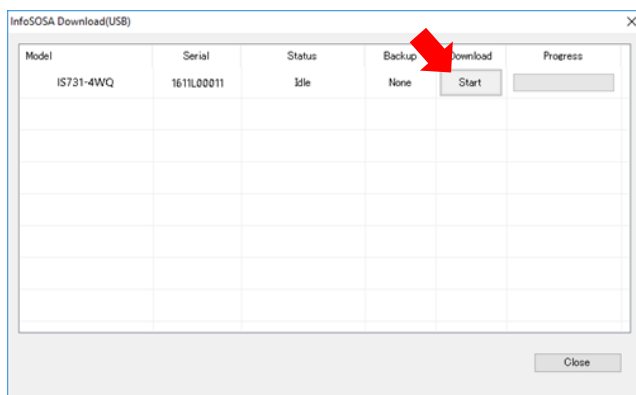 InfoSOSA Download(USB)
Model Serial Status Backup Download Progress
IS731-4WQ 1611L00011 Idle None Start
Close